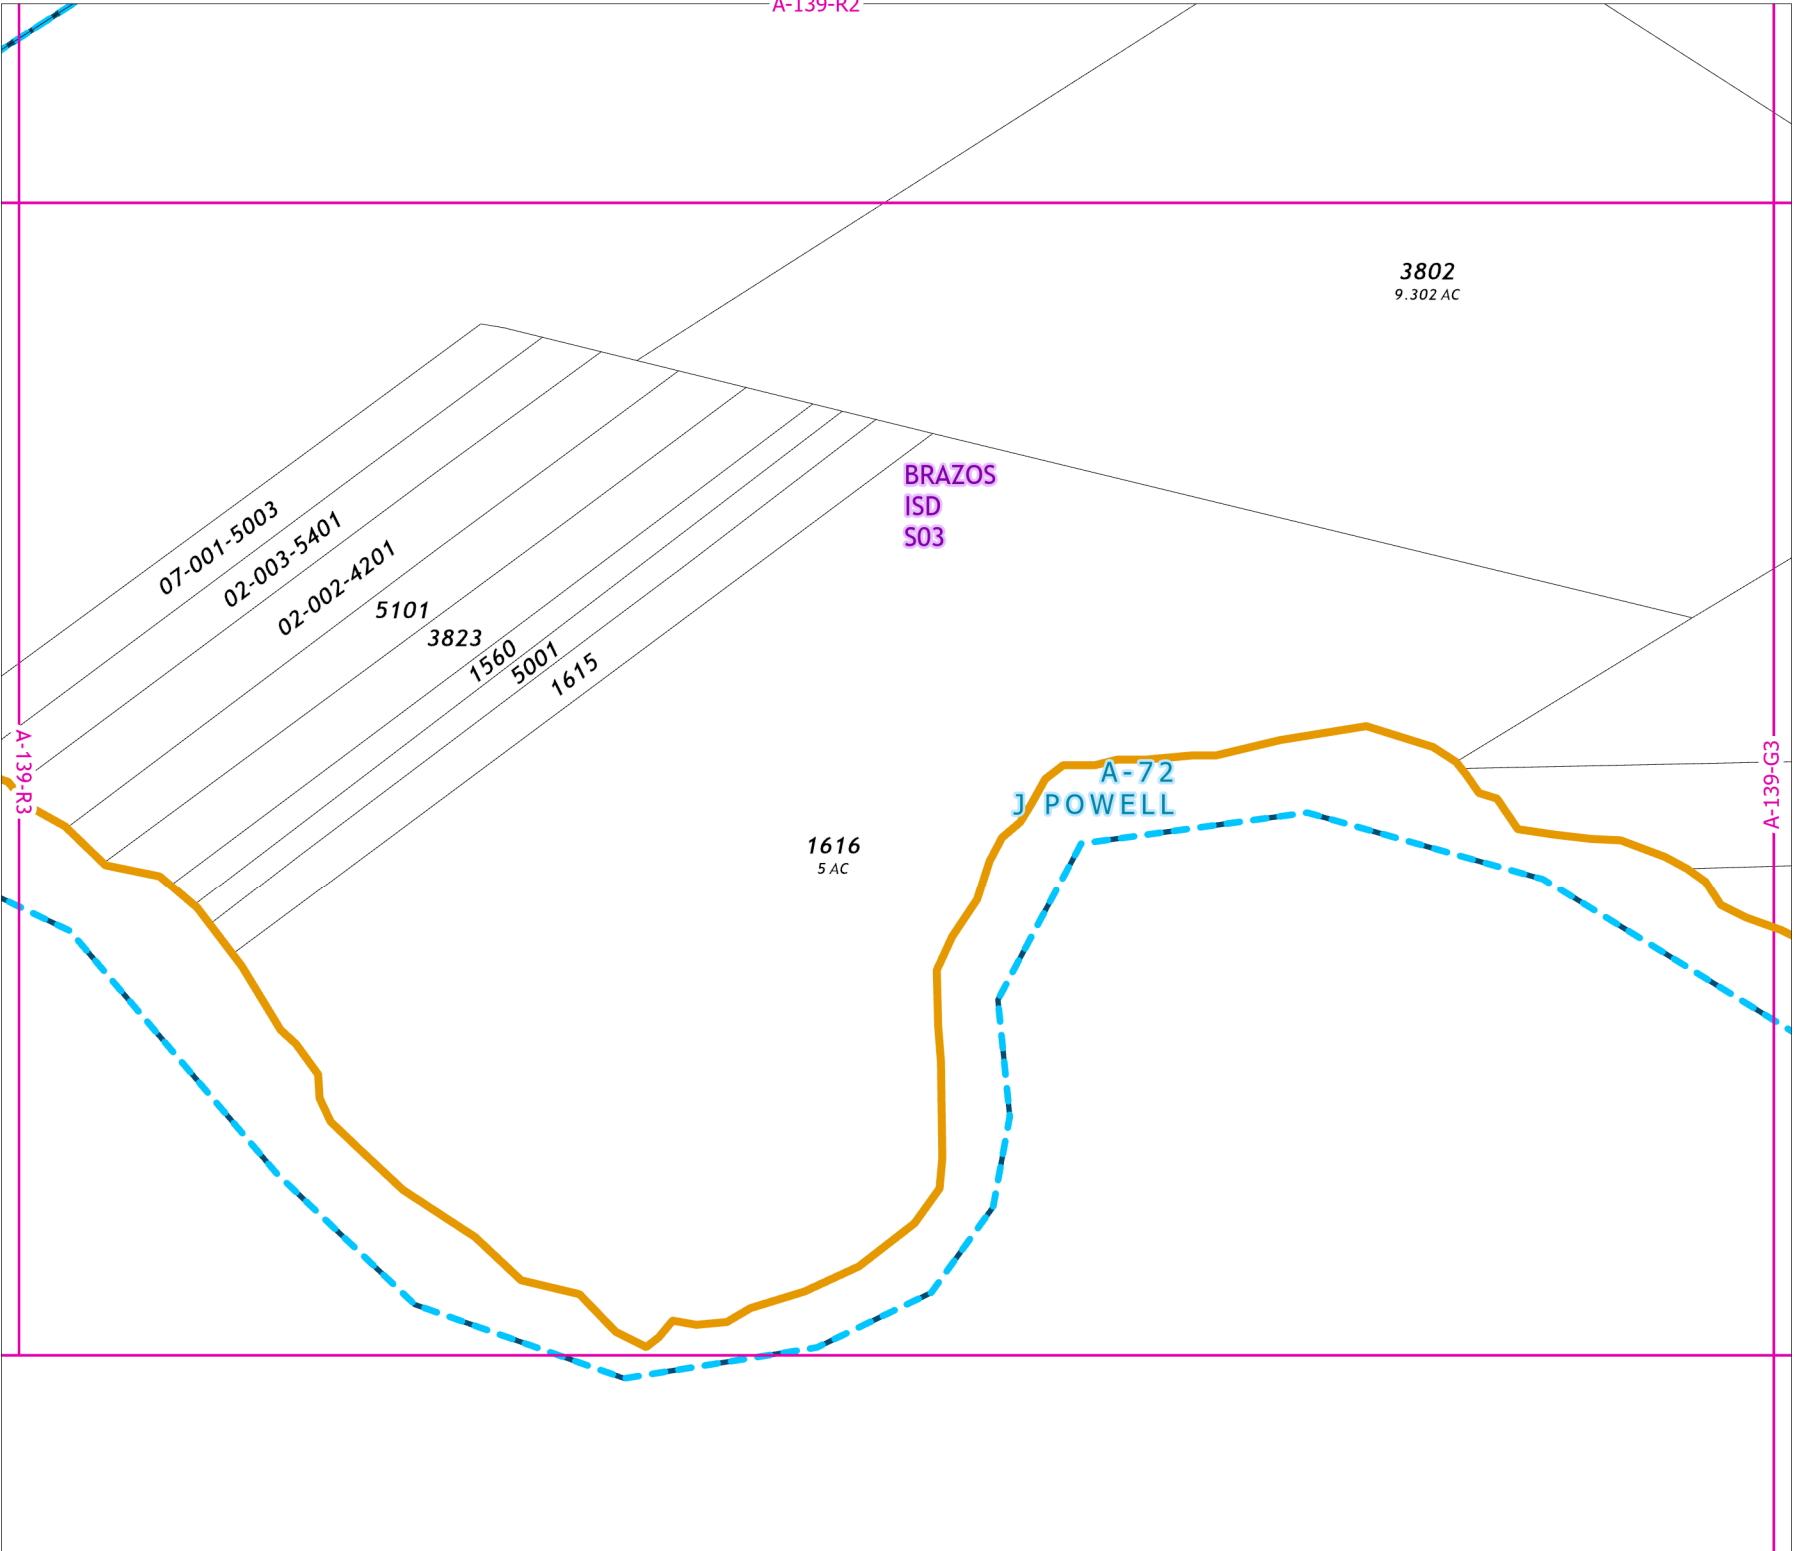 A-139-R2
3802
9.302 AC
BRAZOS
ISD
S03
07-001-5003
02-003-5401
02-002-4201
5101
3823
1560
5001
1615
A-139-R3
A-139-G3
A-72
J POWELL
1616
5 AC